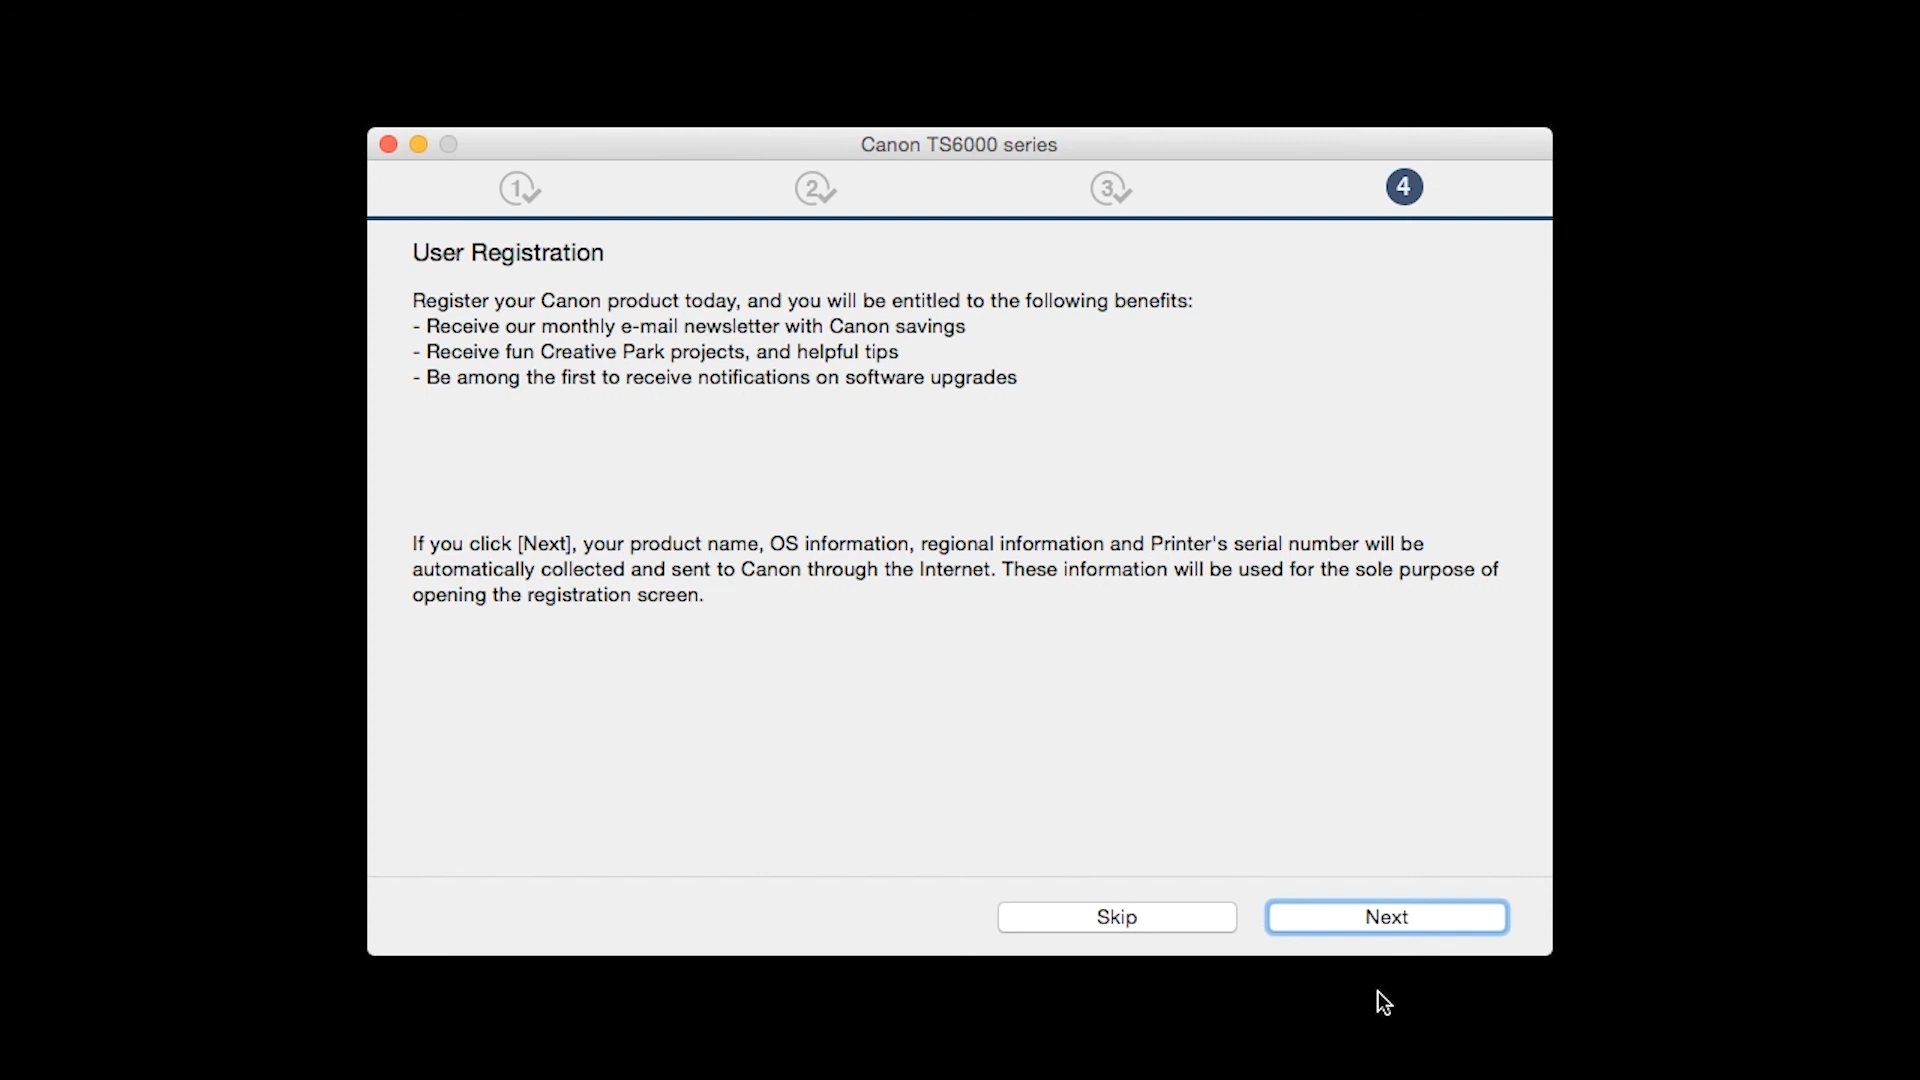 Canon TS6000 series
1 2 3 4
User Registration
Register your Canon product today, and you will be entitled to the following benefits:
- Receive our monthly e-mail newsletter with Canon savings
- Receive fun Creative Park projects, and helpful tips
- Be among the first to receive notifications on software upgrades
If you click [Next], your product name, OS information, regional information and Printer's serial number will be
automatically collected and sent to Canon through the Internet. These information will be used for the sole purpose of
opening the registration screen.
Skip Next